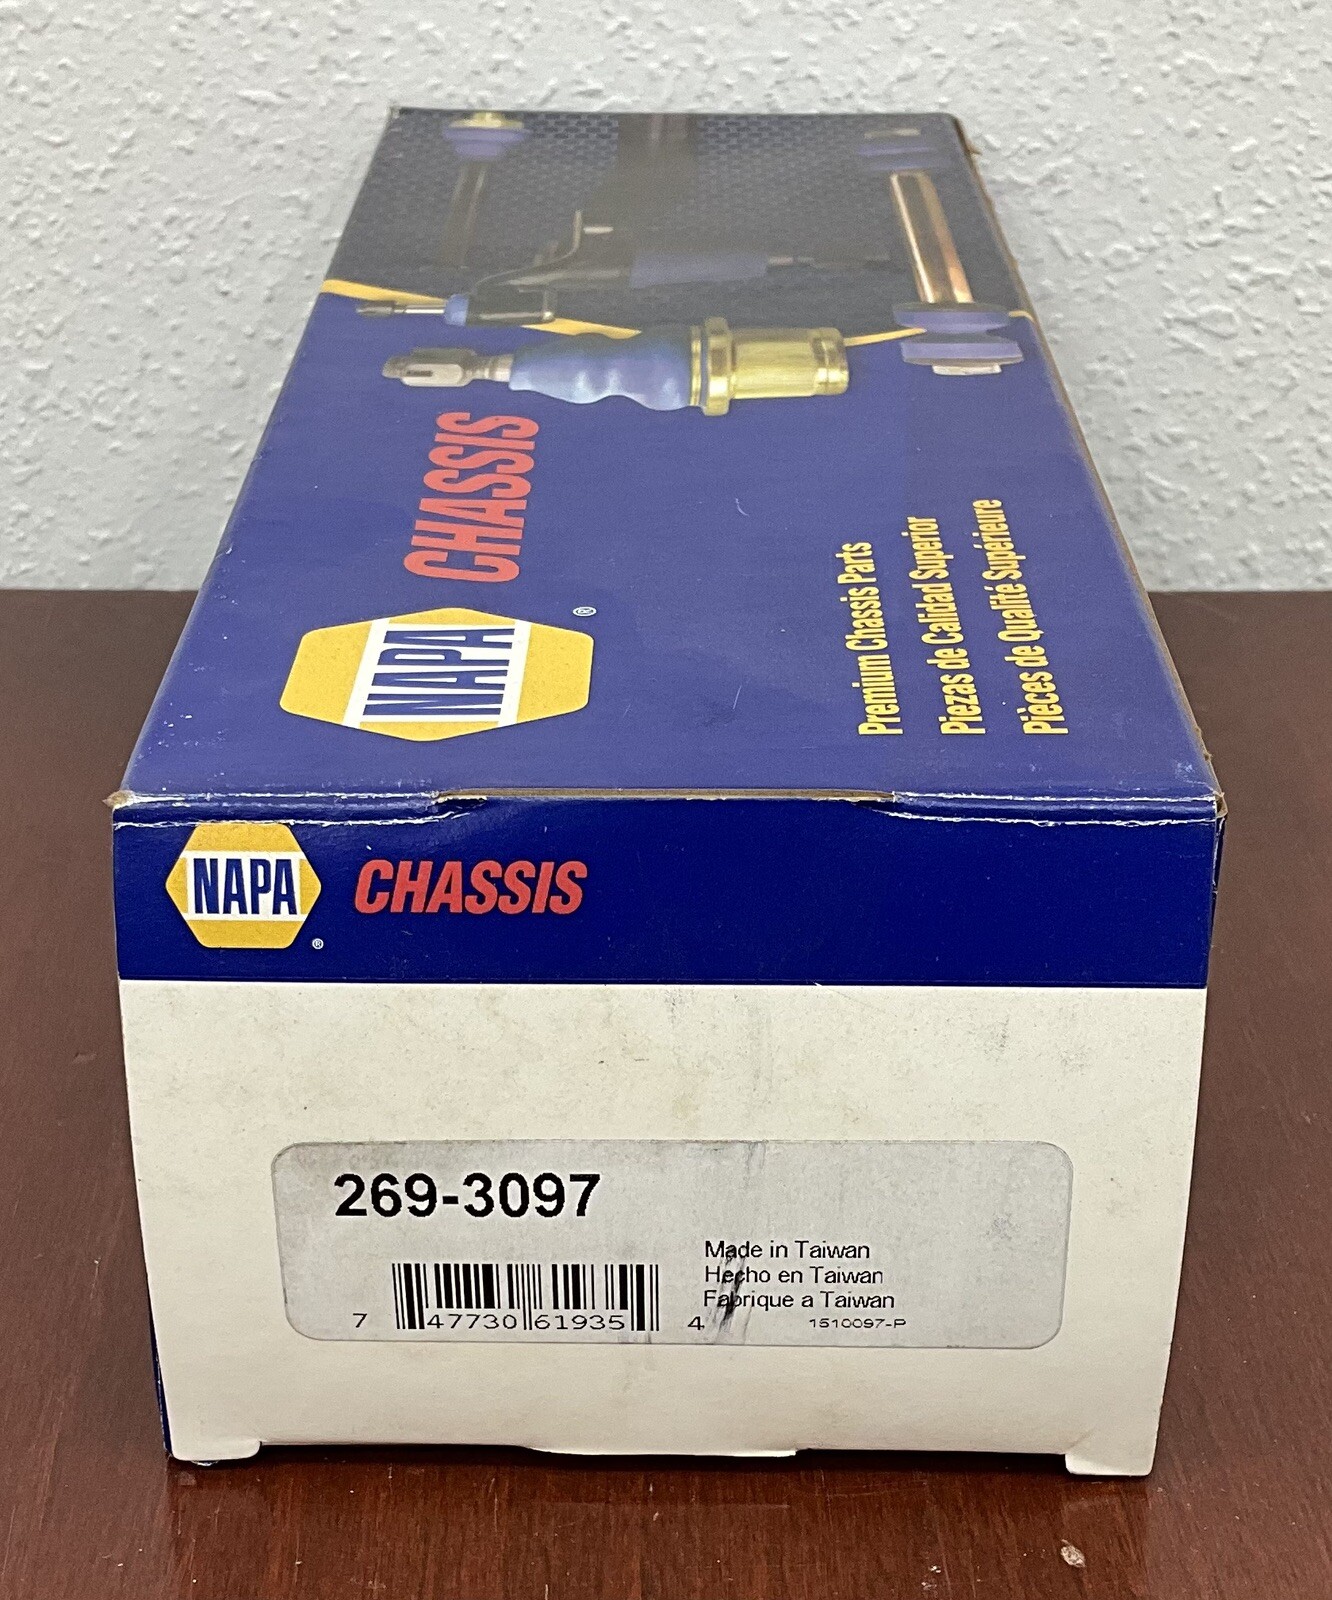 CHASSIS
NAPA
®
Premium Chassis Parts
Piezas de Calidad Superior
Pièces de Qualité Supérieure
NAPA
®
CHASSIS
269-3097
Made in Taiwan
Hecho en Taiwan
Fabrique a Taiwan
7 47730 61935 4
1510097-P